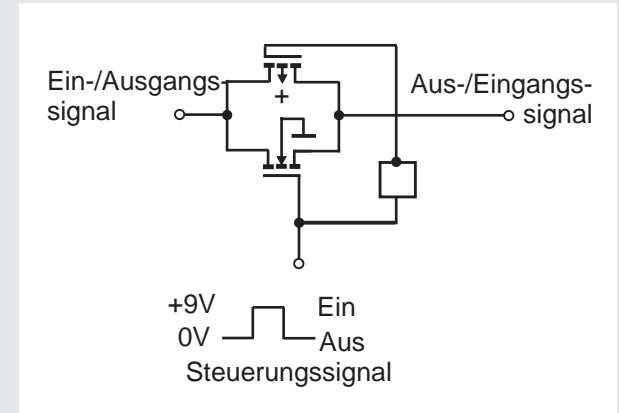 Ein-/Ausgangs-
signal
Aus-/Eingangs-
signal
+
+9V
Ein
0V
Aus
Steuerungssignal